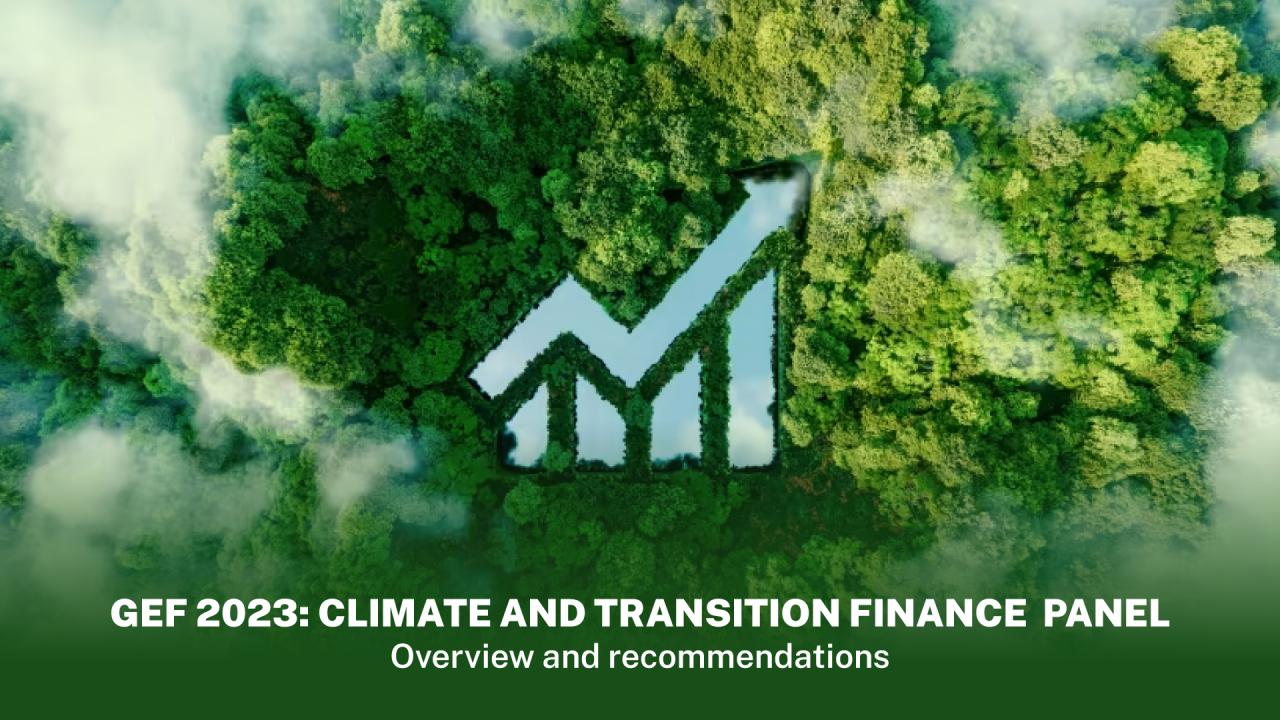 GEF 2023: CLIMATE AND TRANSITION FINANCE PANEL
Overview and recommendations